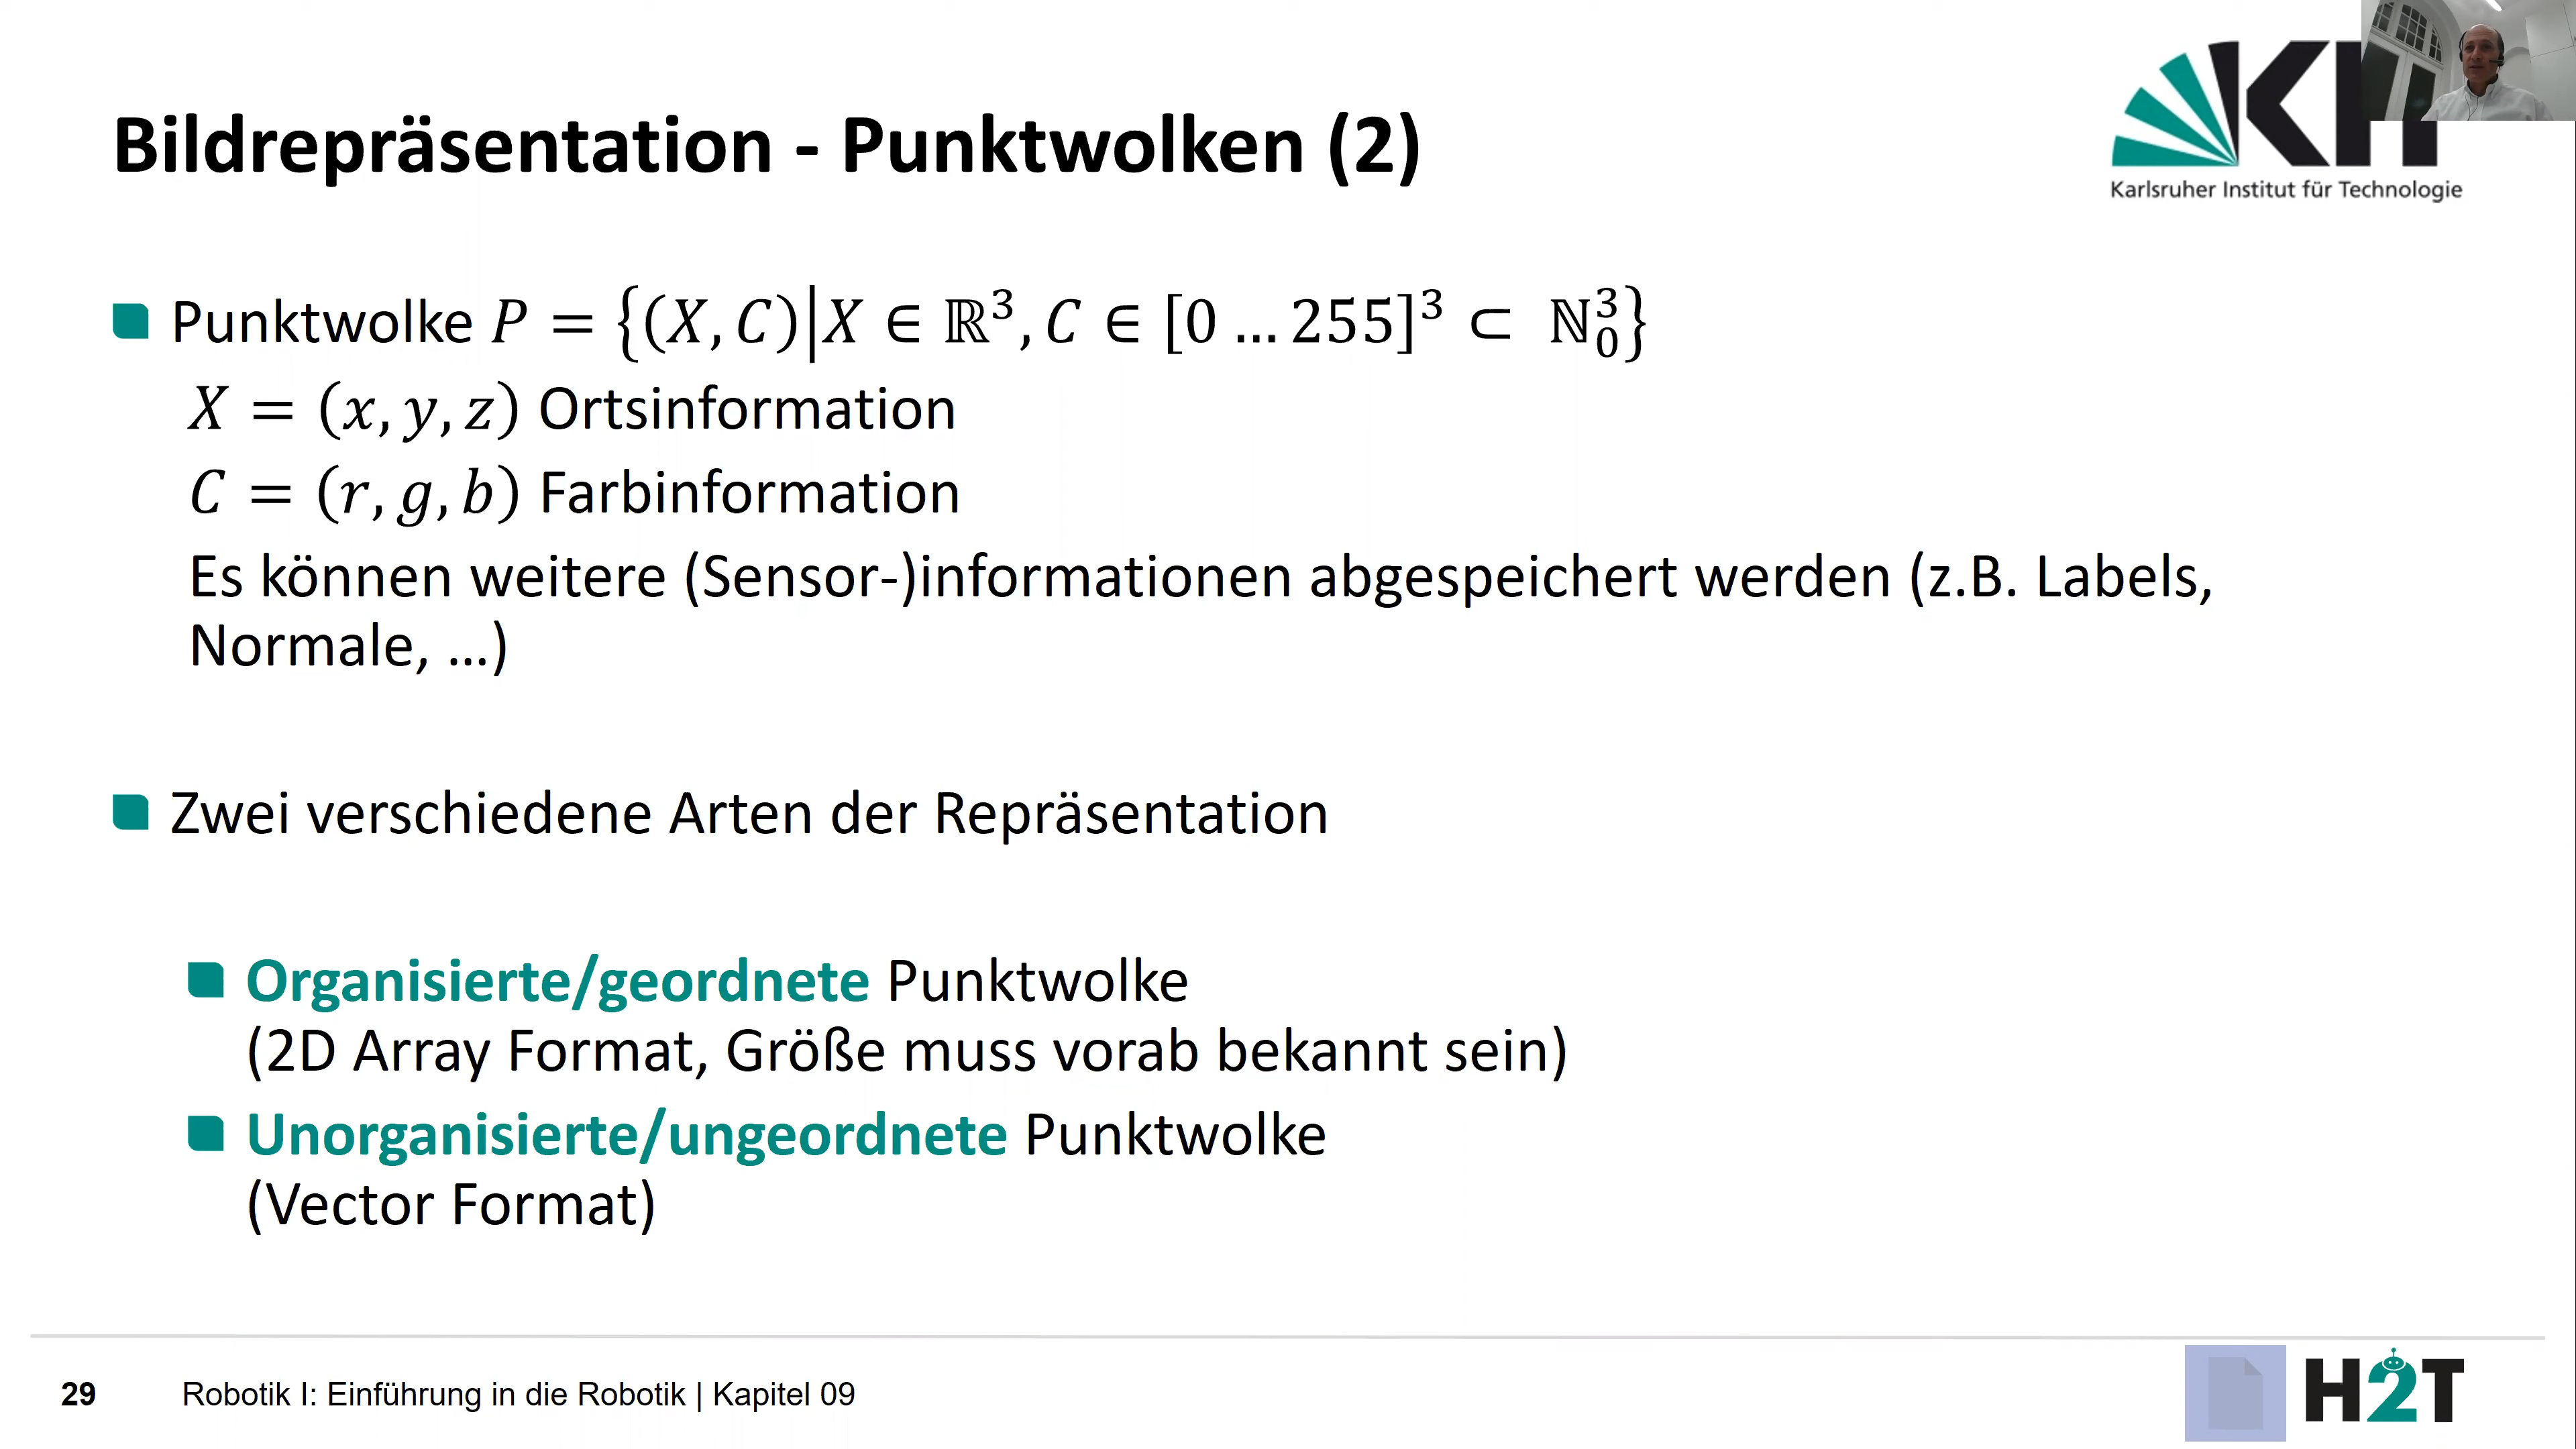 Bildrepräsentation - Punktwolken (2)
Karlsruher Institut für Technologie
Punktwolke P = {(X, C)|X ∈ ℝ³, C ∈ [0 … 255]³ ⊂ ℕ₀³}
X = (x, y, z) Ortsinformation
C = (r, g, b) Farbinformation
Es können weitere (Sensor-)informationen abgespeichert werden (z.B. Labels,
Normale, …)
Zwei verschiedene Arten der Repräsentation
Organisierte/geordnete Punktwolke
(2D Array Format, Größe muss vorab bekannt sein)
Unorganisierte/ungeordnete Punktwolke
(Vector Format)
29 Robotik I: Einführung in die Robotik | Kapitel 09
H2T